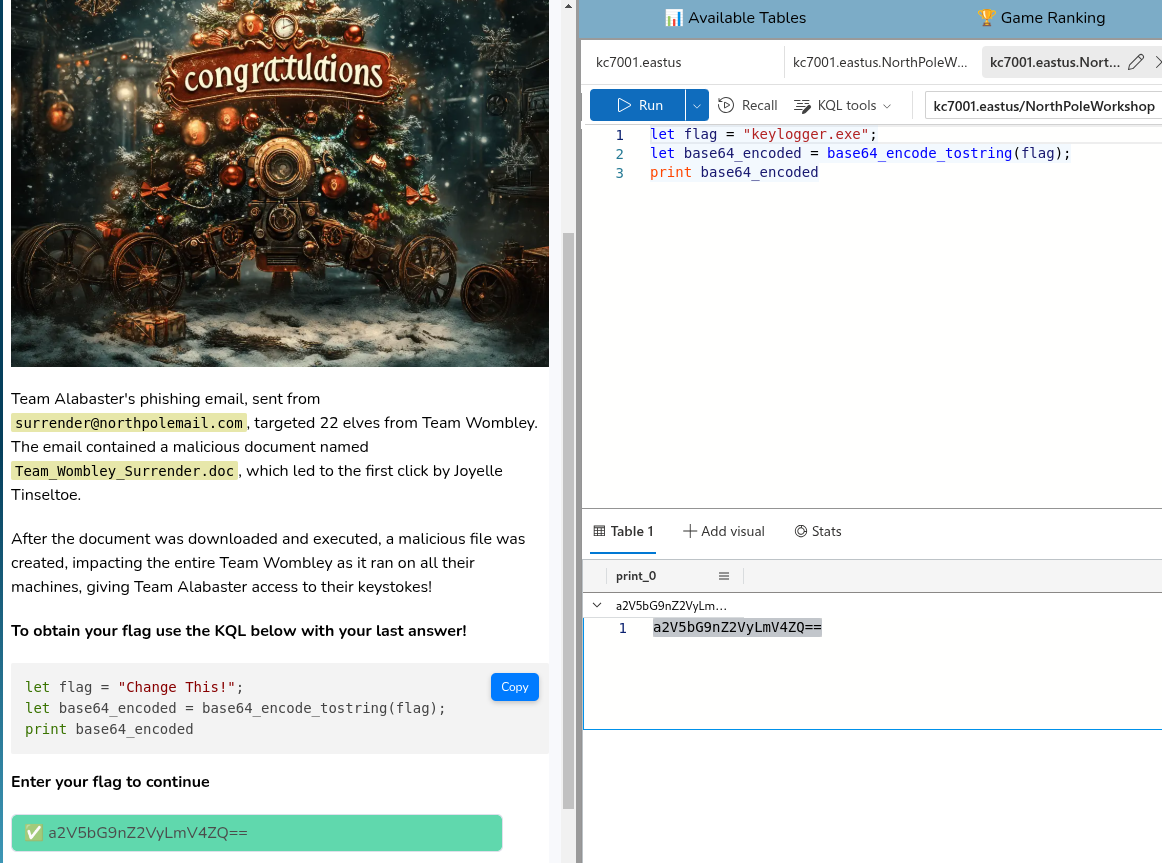 congratulations
Team Alabaster's phishing email, sent from
surrender@northpolemail.com, targeted 22 elves from Team Wombley.
The email contained a malicious document named
Team_Wombley_Surrender.doc, which led to the first click by Joyelle
Tinseltoe.
After the document was downloaded and executed, a malicious file was
created, impacting the entire Team Wombley as it ran on all their
machines, giving Team Alabaster access to their keystokes!
To obtain your flag use the KQL below with your last answer!
Copy
let flag = "Change This!";
let base64_encoded = base64_encode_tostring(flag);
print base64_encoded
Enter your flag to continue
✅ a2V5bG9nZ2VyLmV4ZQ==
📊 Available Tables
🏆 Game Ranking
kc7001.eastus
kc7001.eastus.NorthPoleW...
kc7001.eastus.Nort...
Run
Recall
KQL tools
kc7001.eastus/NorthPoleWorkshop
1 let flag = "keylogger.exe";
2 let base64_encoded = base64_encode_tostring(flag);
3 print base64_encoded
Table 1
Add visual
Stats
print_0
a2V5bG9nZ2VyLm...
1 a2V5bG9nZ2VyLmV4ZQ==